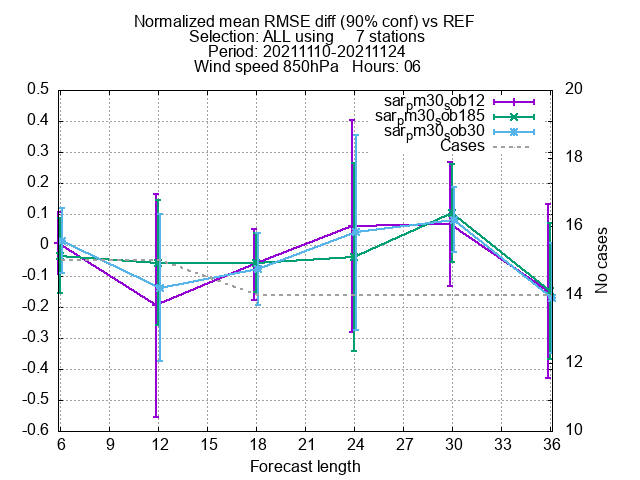 Normalized mean RMSE diff (90% conf) vs REF
Selection: ALL using 7 stations
Period: 20211110-20211124
Wind speed 850hPa Hours: 06
sar_pm30_sob12
sar_pm30_sob185
sar_pm30_sob30
Cases
0.5
0.4
0.3
0.2
0.1
0
-0.1
-0.2
-0.3
-0.4
-0.5
-0.6
20
18
16
14
12
10
No cases
6 9 12 15 18 21 24 27 30 33 36
Forecast length